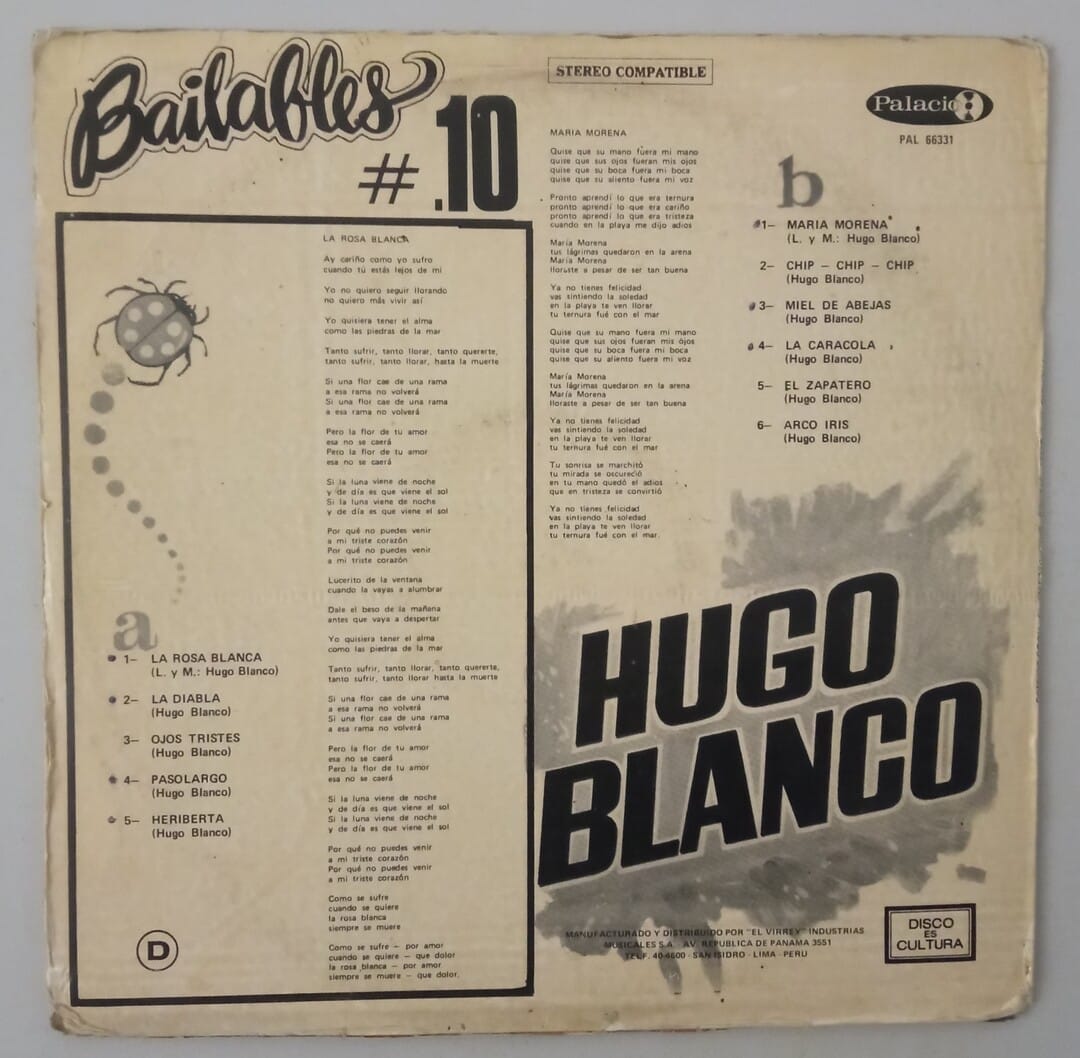 Bailables
#.10
STEREO COMPATIBLE
Palacio
PAL 66331
LA ROSA BLANCA
Ay cariño como yo sufro
cuando tú estás lejos de mi
Yo no quiero seguir llorando
no quiero más vivir así
Yo quisiera tener el alma
como las piedras de la mar
Tanto sufrir, tanto llorar, tanto quererte,
tanto sufrir, tanto llorar, hasta la muerte
Si una flor cae de una rama
a esa rama no volverá
Si una flor cae de una rama
a esa rama no volverá
Pero la flor de tu amor
esa no se caerá
Pero la flor de tu amor
esa no se caerá
Si la luna viene de noche
y de día es que viene el sol
Si la luna viene de noche
y de día es que viene el sol
Por qué no puedes venir
a mi triste corazón
Por qué no puedes venir
a mi triste corazón
Lucerito de la ventana
cuando la vayas a alumbrar
Dale el beso de la mañana
antes que vaya a despertar
Yo quisiera tener el alma
como las piedras de la mar
Tanto sufrir, tanto llorar, tanto quererte,
tanto sufrir, tanto llorar hasta la muerte
Si una flor cae de una rama
a esa rama no volverá
Si una flor cae de una rama
a esa rama no volverá
Pero la flor de tu amor
esa no se caerá
Pero la flor de tu amor
esa no se caerá
Si la luna viene de noche
y de día es que viene el sol
Si la luna viene de noche
y de día es que viene el sol
Por qué no puedes venir
a mi triste corazón
Por qué no puedes venir
a mi triste corazón
Como se sufre
cuando se quiere
la rosa blanca
siempre se muere
Como se sufre — por amor
cuando se quiere — que dolor
la rosa blanca — por amor
siempre se muere — que dolor.
a
1— LA ROSA BLANCA
(L. y M.: Hugo Blanco)
2— LA DIABLA
(Hugo Blanco)
3— OJOS TRISTES
(Hugo Blanco)
4— PASOLARGO
(Hugo Blanco)
5— HERIBERTA
(Hugo Blanco)
D
MARIA MORENA
Quise que su mano fuera mi mano
quise que sus ojos fueran mis ojos
quise que su boca fuera mi boca
quise que su aliento fuera mi voz
Pronto aprendí lo que era ternura
pronto aprendí lo que era cariño
pronto aprendí lo que era tristeza
cuando en la playa me dijo adios
María Morena
tus lágrimas quedaron en la arena
María Morena
lloraste a pesar de ser tan buena
Ya no tienes felicidad
vas sintiendo la soledad
en la playa te ven llorar
tu ternura fué con el mar
Quise que su mano fuera mi mano
quise que sus ojos fueran mis ojos
quise que su boca fuera mi boca
quise que su aliento fuera mi voz
María Morena
tus lágrimas quedaron en la arena
María Morena
lloraste a pesar de ser tan buena
Ya no tienes felicidad
vas sintiendo la soledad
en la playa te ven llorar
tu ternura fué con el mar
Tu sonrisa se marchitó
tu mirada se oscureció
en tu mano quedó el adios
que en tristeza se convirtió
Ya no tienes felicidad
vas sintiendo la soledad
en la playa te ven llorar
tu ternura fué con el mar.
b
1— MARIA MORENA
(L. y M.: Hugo Blanco)
2— CHIP — CHIP — CHIP
(Hugo Blanco)
3— MIEL DE ABEJAS
(Hugo Blanco)
4— LA CARACOLA
(Hugo Blanco)
5— EL ZAPATERO
(Hugo Blanco)
6— ARCO IRIS
(Hugo Blanco)
HUGO
BLANCO
MANUFACTURADO Y DISTRIBUIDO POR "EL VIRREY" INDUSTRIAS
MUSICALES S.A - AV. REPUBLICA DE PANAMA 3551
TELF. 40-6600 - SAN ISIDRO - LIMA - PERU
DISCO
ES
CULTURA